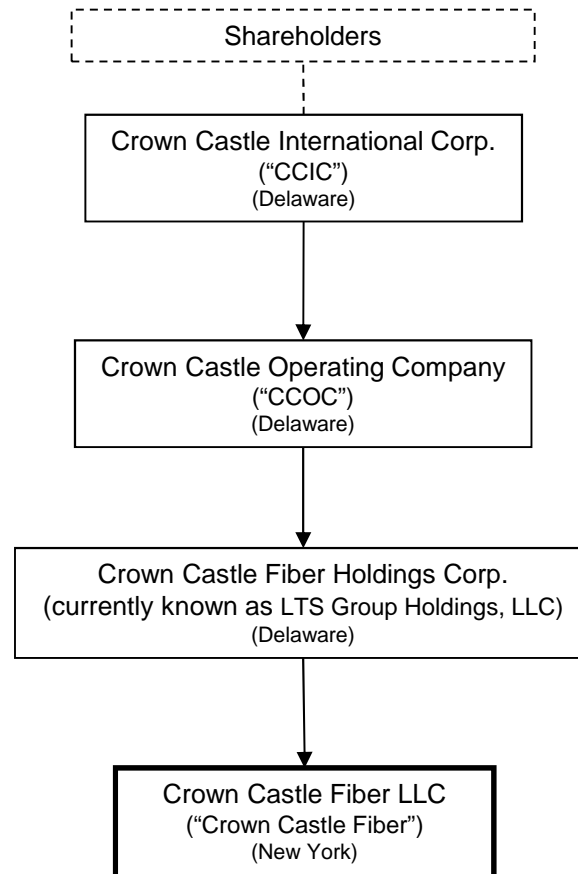 Shareholders
Crown Castle International Corp.
(“CCIC”)
(Delaware)
Crown Castle Operating Company
(“CCOC”)
(Delaware)
Crown Castle Fiber Holdings Corp.
(currently known as LTS Group Holdings, LLC)
(Delaware)
Crown Castle Fiber LLC
(“Crown Castle Fiber”)
(New York)